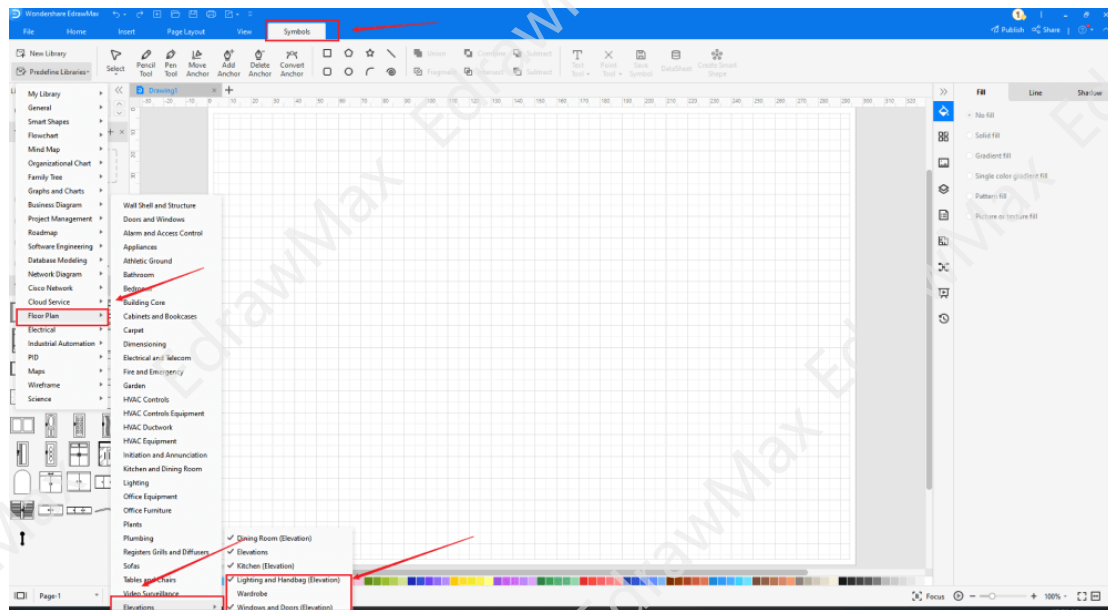 Wondershare EdrawMax
File Home Insert Page Layout View Symbols
Publish Share
New Library
Predefine Libraries
Select
Pencil Tool
Pen Tool
Move Anchor
Add Anchor
Delete Anchor
Convert Anchor
Union Subtract
Fragment Intersect Subtract
Text Tool
Point Tool
Save Symbol
DataSheet
Create Smart Shape
Drawing1
My Library
General
Smart Shapes
Flowchart
Mind Map
Organizational Chart
Family Tree
Graphs and Charts
Business Diagram
Project Management
Roadmap
Software Engineering
Database Modeling
Network Diagram
Cisco Network
Cloud Service
Floor Plan
Electrical
Industrial Automation
PID
Maps
Wireframe
Science
Wall Shell and Structure
Doors and Windows
Alarm and Access Control
Appliances
Athletic Ground
Bathroom
Bedroom
Building Core
Cabinets and Bookcases
Carpet
Dimensioning
Electrical and Telecom
Fire and Emergency
Garden
HVAC Controls
HVAC Controls Equipment
HVAC Ductwork
HVAC Equipment
Initiation and Annunciation
Kitchen and Dining Room
Lighting
Office Equipment
Office Furniture
Plants
Plumbing
Registers Grills and Diffusers
Sofas
Tables and Chairs
Video Surveillance
Elevations
Dining Room (Elevation)
Elevations
Kitchen (Elevation)
Lighting and Handbag (Elevation)
Wardrobe
Windows and Doors (Elevation)
Fill Line Shadow
No fill
Solid fill
Gradient fill
Single color gradient fill
Pattern fill
Picture or texture fill
Page-1
Focus
100%
EdrawMax
EdrawMax
EdrawMax
EdrawMax